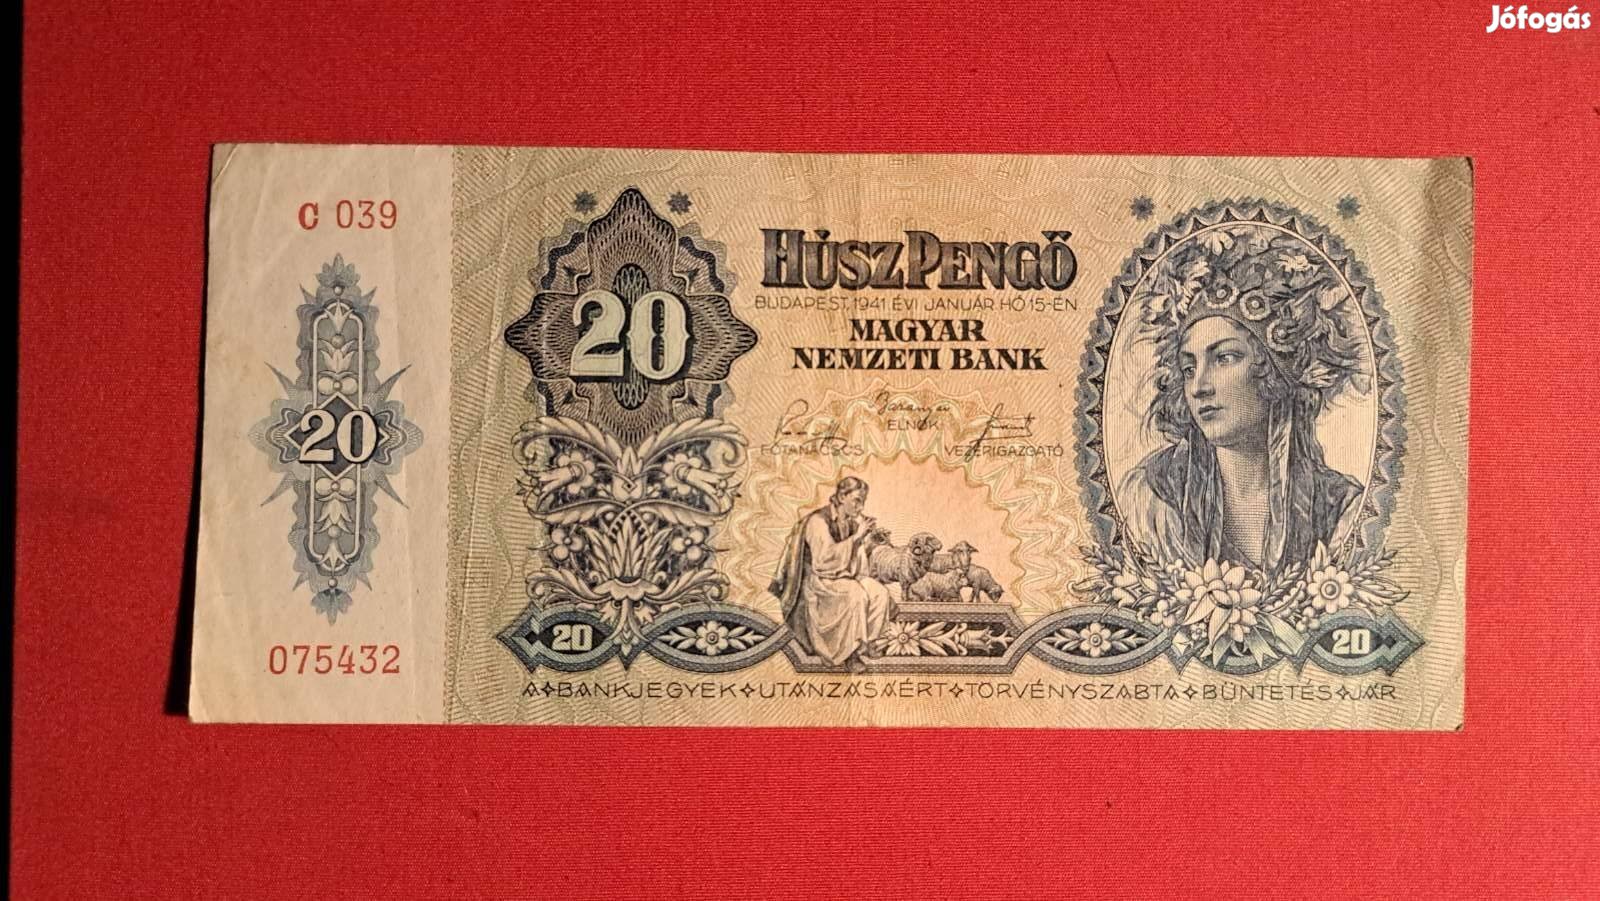 Jófogás
C 039
20
075432
20
HÚSZ PENGŐ
BUDAPEST, 1941 ÉVI JANUÁR HÓ 15-ÉN
MAGYAR
NEMZETI BANK
ELNÖK
FŐTANÁCSOS VEZÉRIGAZGATÓ
20 20
A BANKJEGYEK UTÁNZÁSÁÉRT TÖRVÉNYSZABTA BÜNTETÉS JÁR